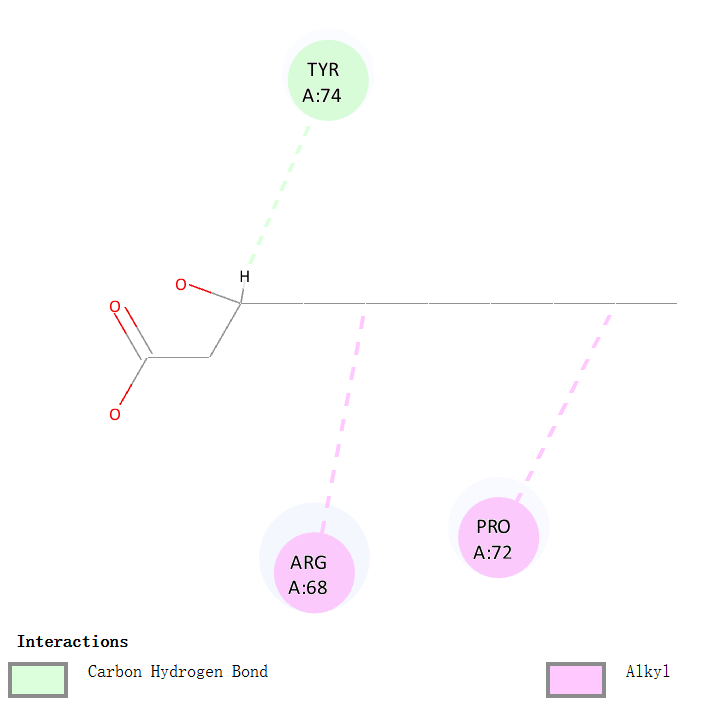 TYR
A:74
H
O
O
O
PRO
A:72
ARG
A:68
Interactions
Carbon Hydrogen Bond
Alkyl